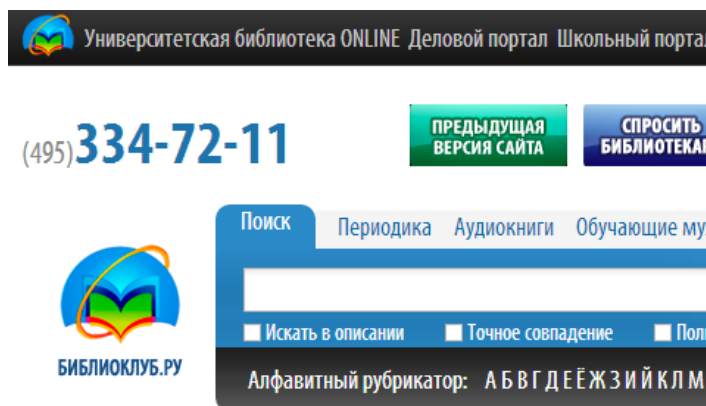 Университетская библиотека ONLINE Деловой портал Школьный
(495)334-72-11
ПРЕДЫДУЩАЯ
ВЕРСИЯ САЙТА
СПРОСИТЬ
Поиск Периодика Аудиокниги Обучающие
Искать в описании Точное совпадение
БИБЛИОКЛУБ.РУ
Алфавитный рубрикатор: А Б В Г Д Е Ё Ж З И Й К Л М